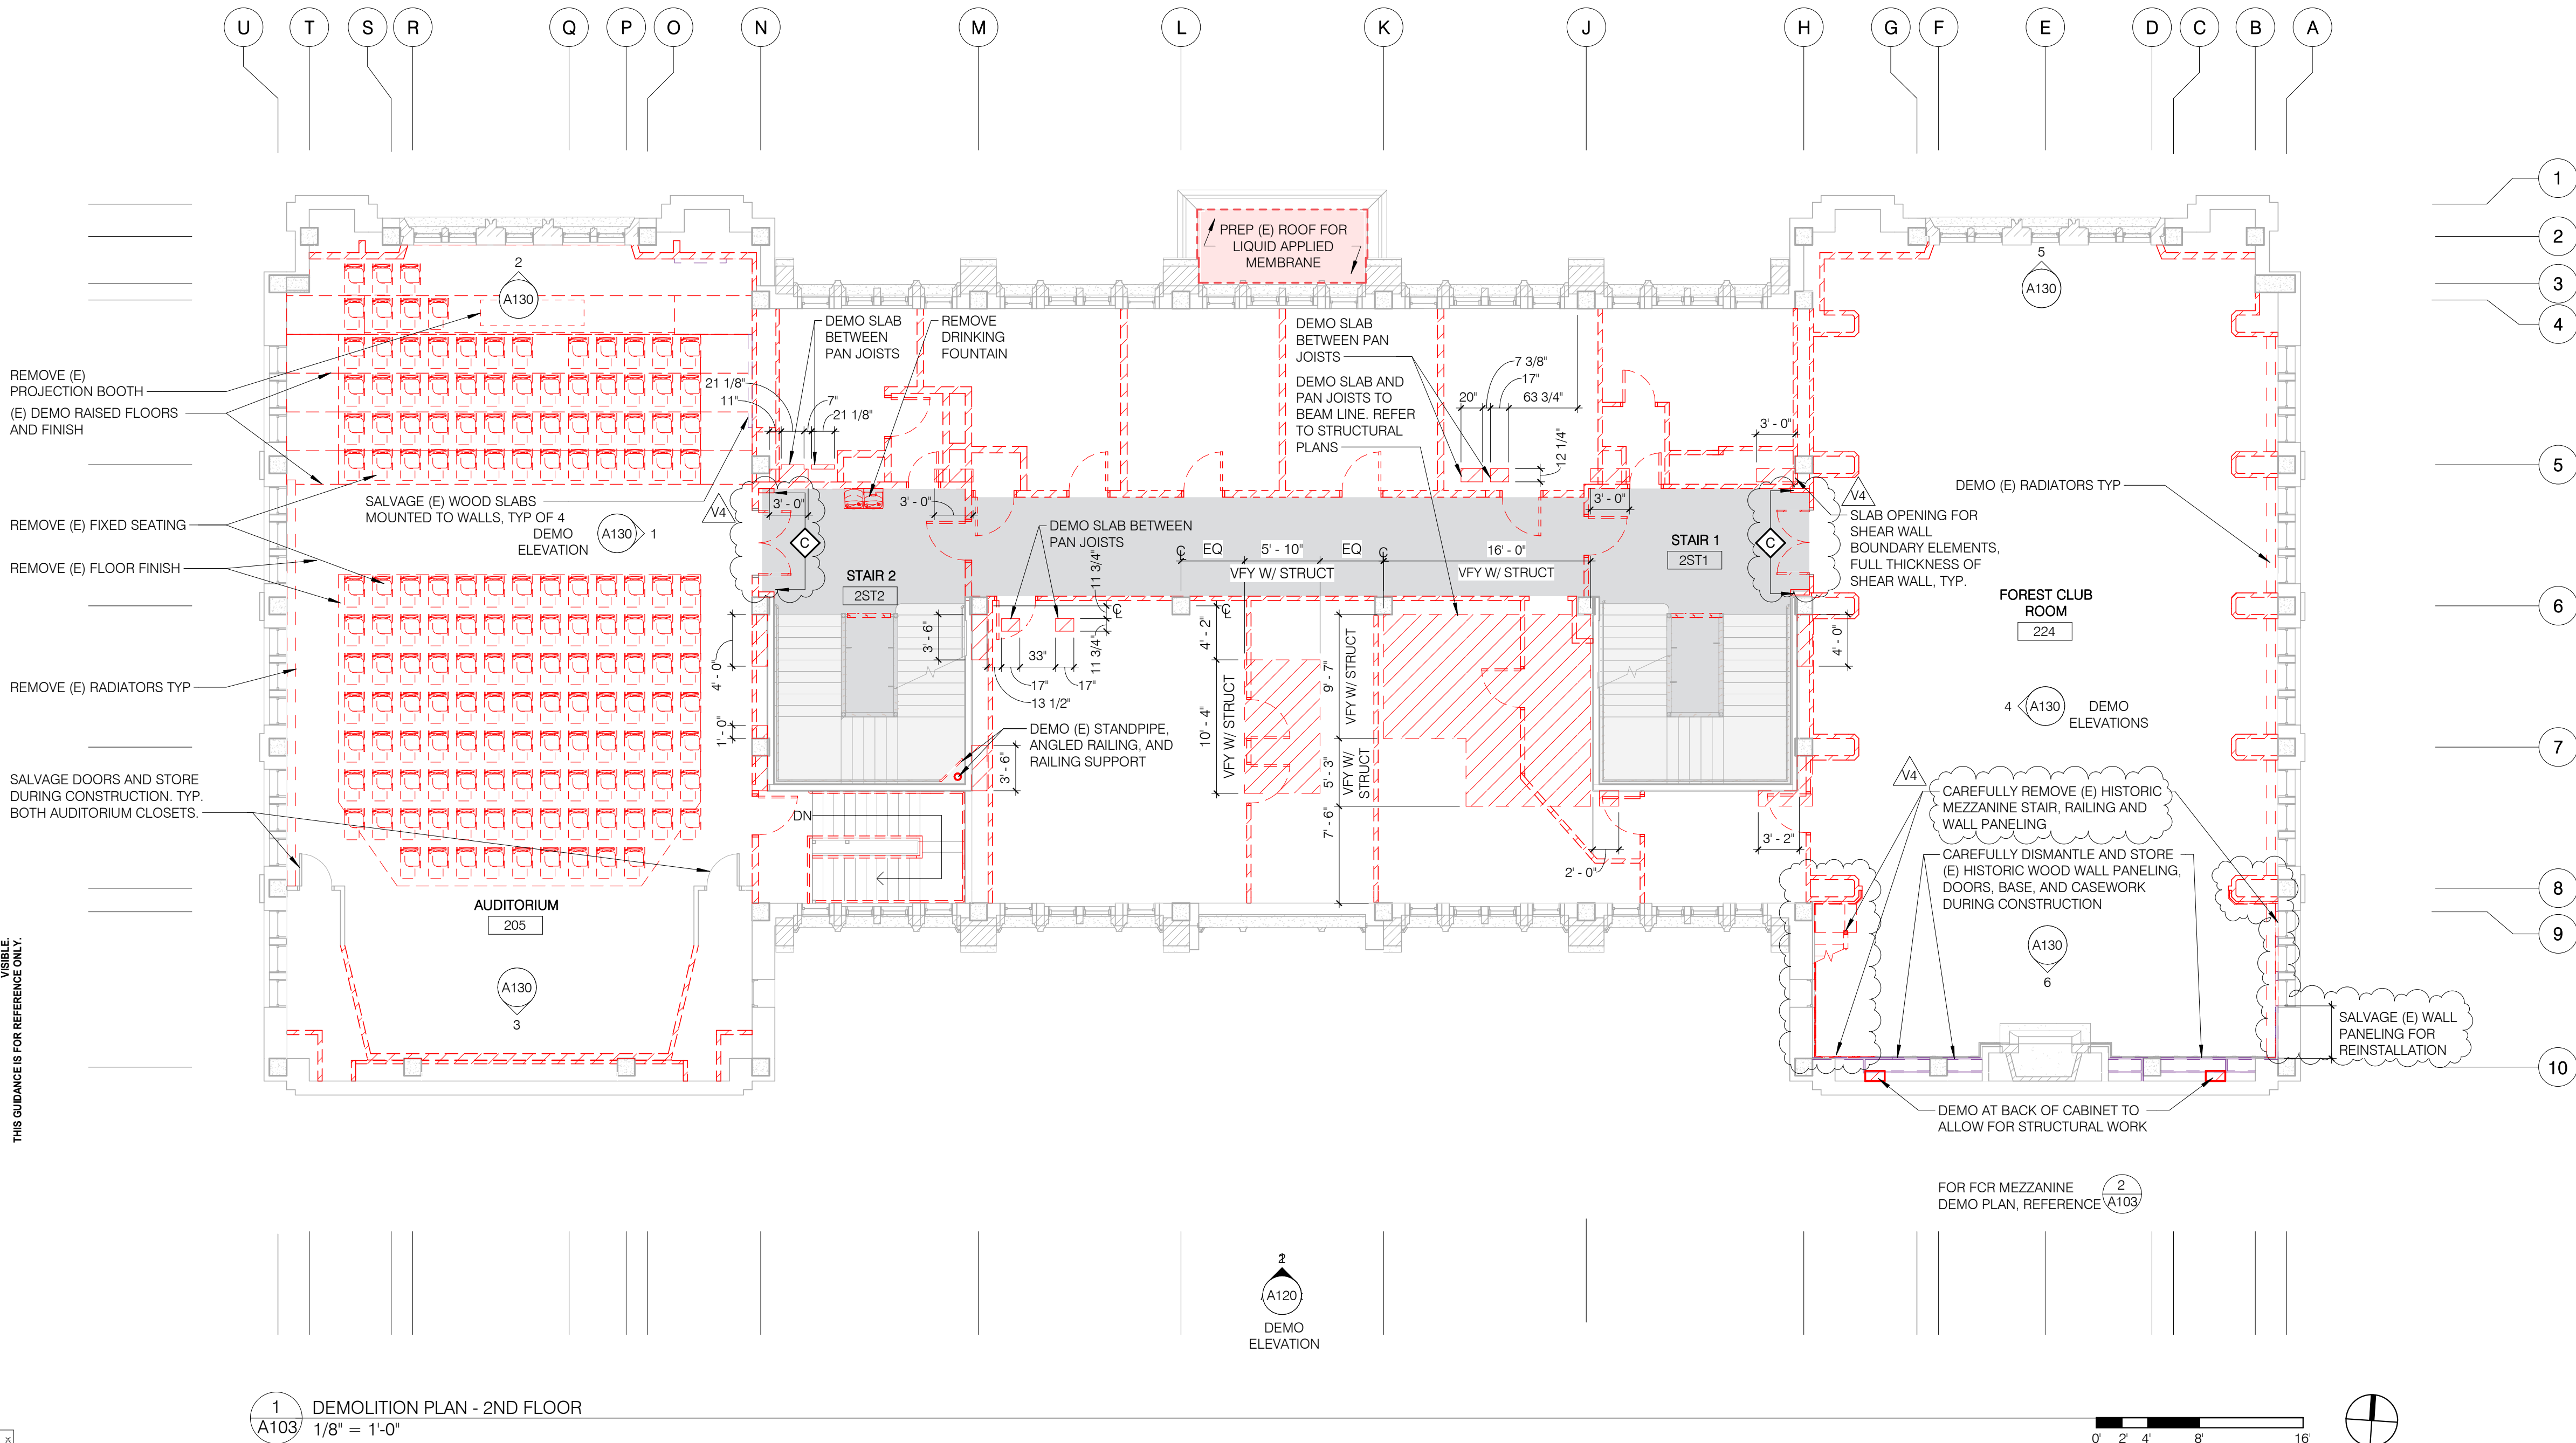 U T S R Q P O N M L K J H G F E D C B A
1
2
3
4
5
6
7
8
9
10
PREP (E) ROOF FOR
LIQUID APPLIED
MEMBRANE
2
A130
5
A130
DEMO SLAB
BETWEEN
PAN JOISTS
REMOVE
DRINKING
FOUNTAIN
DEMO SLAB
BETWEEN PAN
JOISTS
DEMO SLAB AND
PAN JOISTS TO
BEAM LINE. REFER
TO STRUCTURAL
PLANS
7 3/8"
17"
20"
63 3/4"
12 1/4"
3' - 0"
21 1/8"
11"
7"
21 1/8"
REMOVE (E)
PROJECTION BOOTH
(E) DEMO RAISED FLOORS
AND FINISH
SALVAGE (E) WOOD SLABS
MOUNTED TO WALLS, TYP OF 4
DEMO
ELEVATION
A130
1
V4
3' - 0"
C
3' - 0"
REMOVE (E) FIXED SEATING
REMOVE (E) FLOOR FINISH
REMOVE (E) RADIATORS TYP
SALVAGE DOORS AND STORE
DURING CONSTRUCTION. TYP.
BOTH AUDITORIUM CLOSETS.
STAIR 2
2ST2
DEMO SLAB BETWEEN
PAN JOISTS
℄
EQ
5' - 10"
EQ
℄
16' - 0"
VFY W/ STRUCT
VFY W/ STRUCT
3' - 0"
STAIR 1
2ST1
C
V4
DEMO (E) RADIATORS TYP
SLAB OPENING FOR
SHEAR WALL
BOUNDARY ELEMENTS,
FULL THICKNESS OF
SHEAR WALL, TYP.
FOREST CLUB
ROOM
224
11 3/4"
℄
11 3/4"
℄
3' - 6"
33"
17"
17"
13 1/2"
4' - 0"
1' - 0"
4' - 2"
10' - 4"
VFY W/ STRUCT
9' - 7"
VFY W/ STRUCT
5' - 3"
VFY W/
STRUCT
7' - 6"
4' - 0"
DEMO (E) STANDPIPE,
ANGLED RAILING, AND
RAILING SUPPORT
3' - 6"
DN
2' - 0"
3' - 2"
4
A130
DEMO
ELEVATIONS
V4
CAREFULLY REMOVE (E) HISTORIC
MEZZANINE STAIR, RAILING AND
WALL PANELING
CAREFULLY DISMANTLE AND STORE
(E) HISTORIC WOOD WALL PANELING,
DOORS, BASE, AND CASEWORK
DURING CONSTRUCTION
A130
6
AUDITORIUM
205
A130
3
SALVAGE (E) WALL
PANELING FOR
REINSTALLATION
DEMO AT BACK OF CABINET TO
ALLOW FOR STRUCTURAL WORK
FOR FCR MEZZANINE
DEMO PLAN, REFERENCE
2
A103
VISIBLE.
THIS GUIDANCE IS FOR REFERENCE ONLY.
2
A120
DEMO
ELEVATION
1
A103
DEMOLITION PLAN - 2ND FLOOR
1/8" = 1'-0"
0' 2' 4' 8' 16'